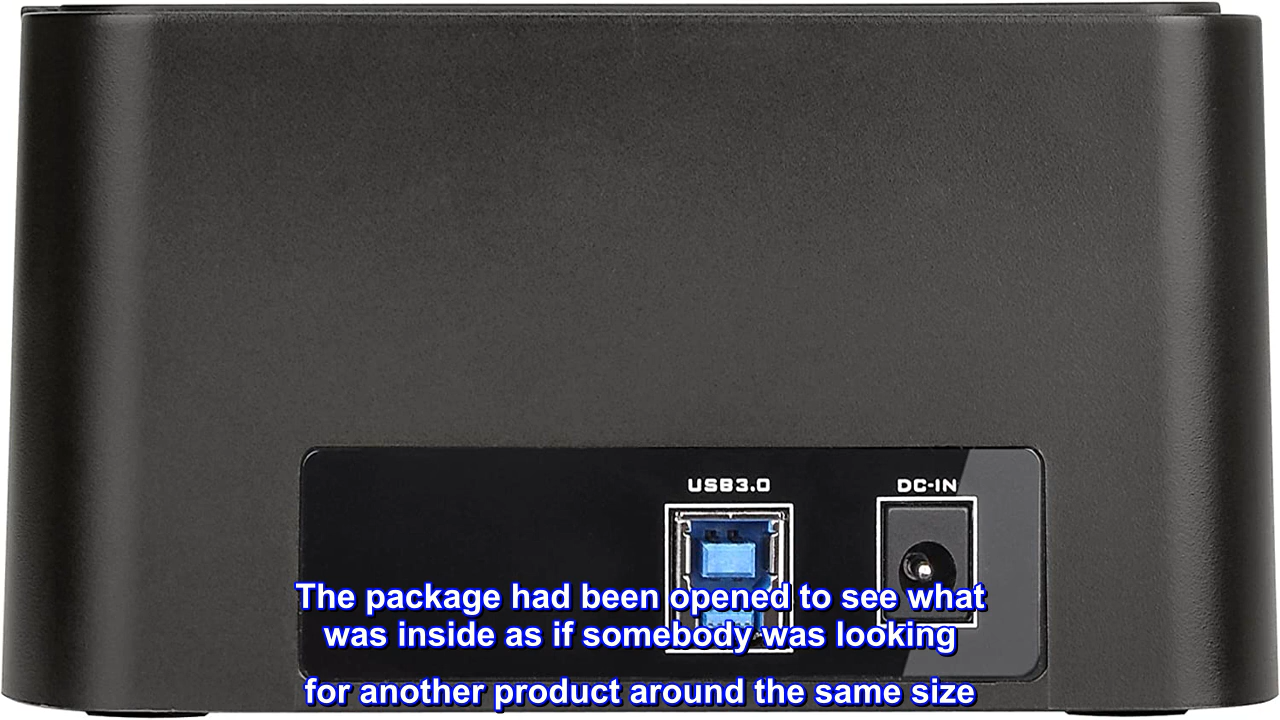 USB3.0
DC-IN
The package had been opened to see what
was inside as if somebody was looking
for another product around the same size